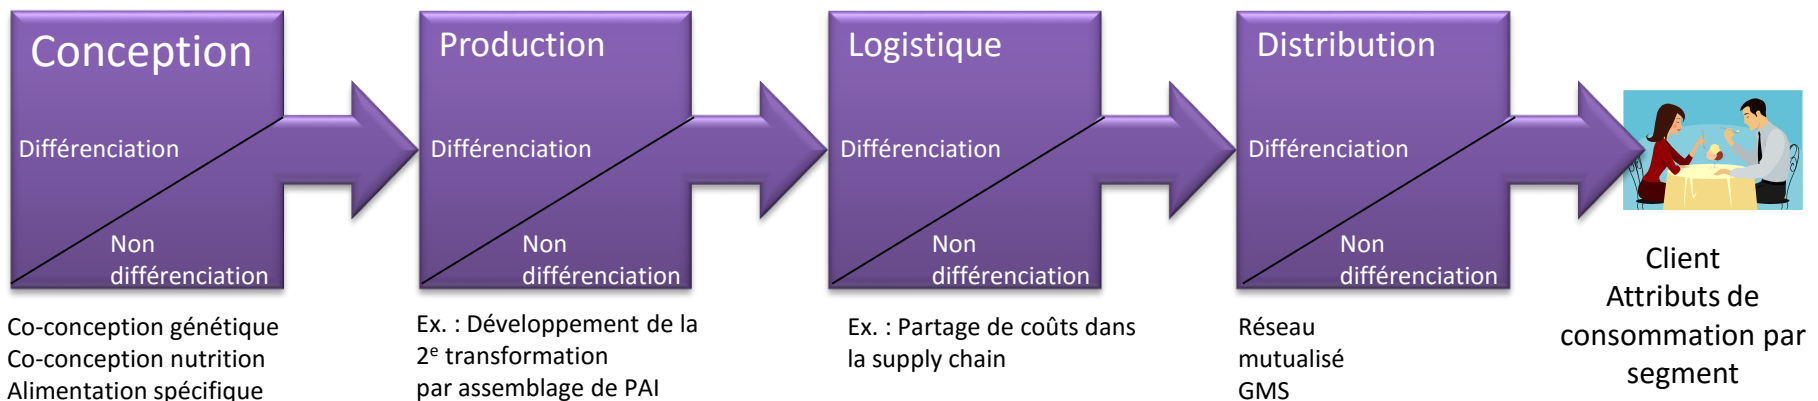 Conception
Différenciation
Non
différenciation
Co-conception génétique
Co-conception nutrition
Alimentation spécifique
Production
Différenciation
Non
différenciation
Ex. : Développement de la
2e transformation
par assemblage de PAI
Logistique
Différenciation
Non
différenciation
Ex. : Partage de coûts dans
la supply chain
Distribution
Différenciation
Non
différenciation
Réseau
mutualisé
GMS
Client
Attributs de
consommation par
segment